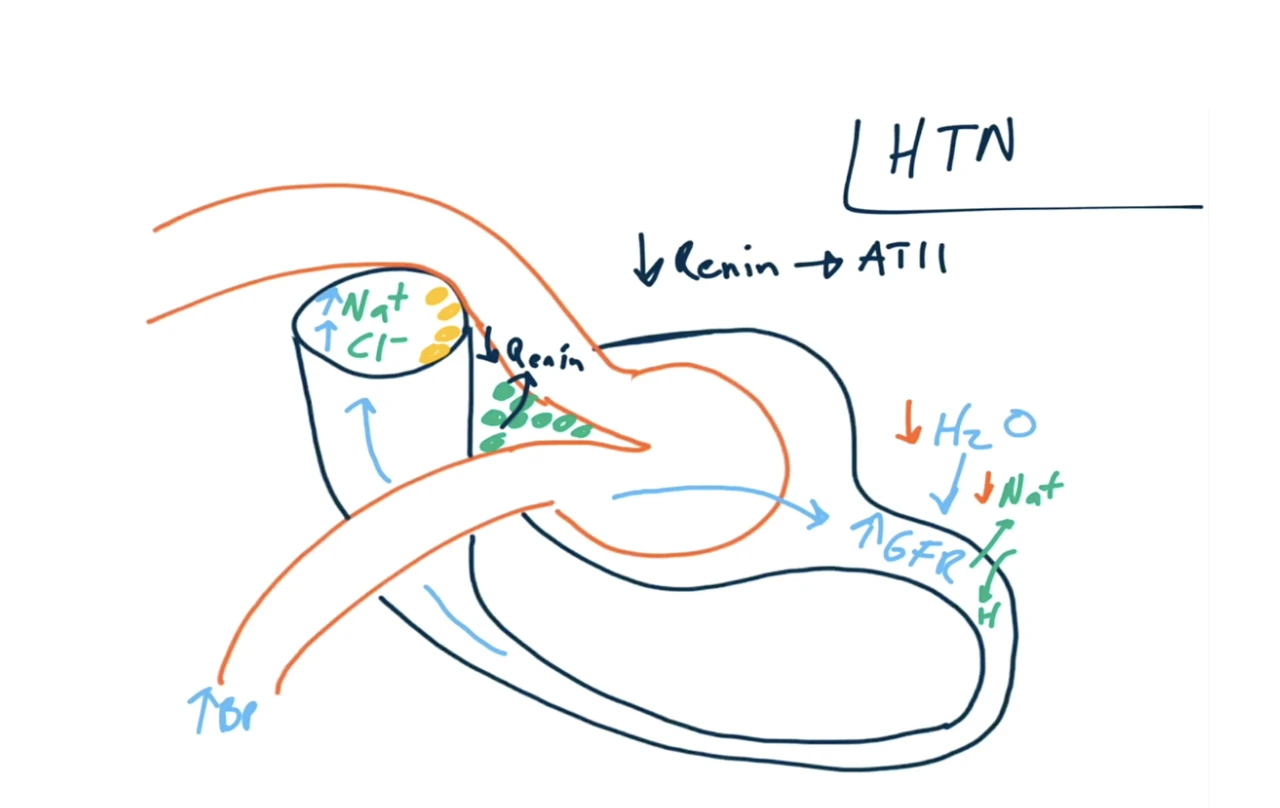 HTN
↓ Renin → ATII
↑ Na⁺
↑ Cl⁻
↓ Renin
↓ H₂O
↓ Na⁺
↑ GFR
H
↑ BP